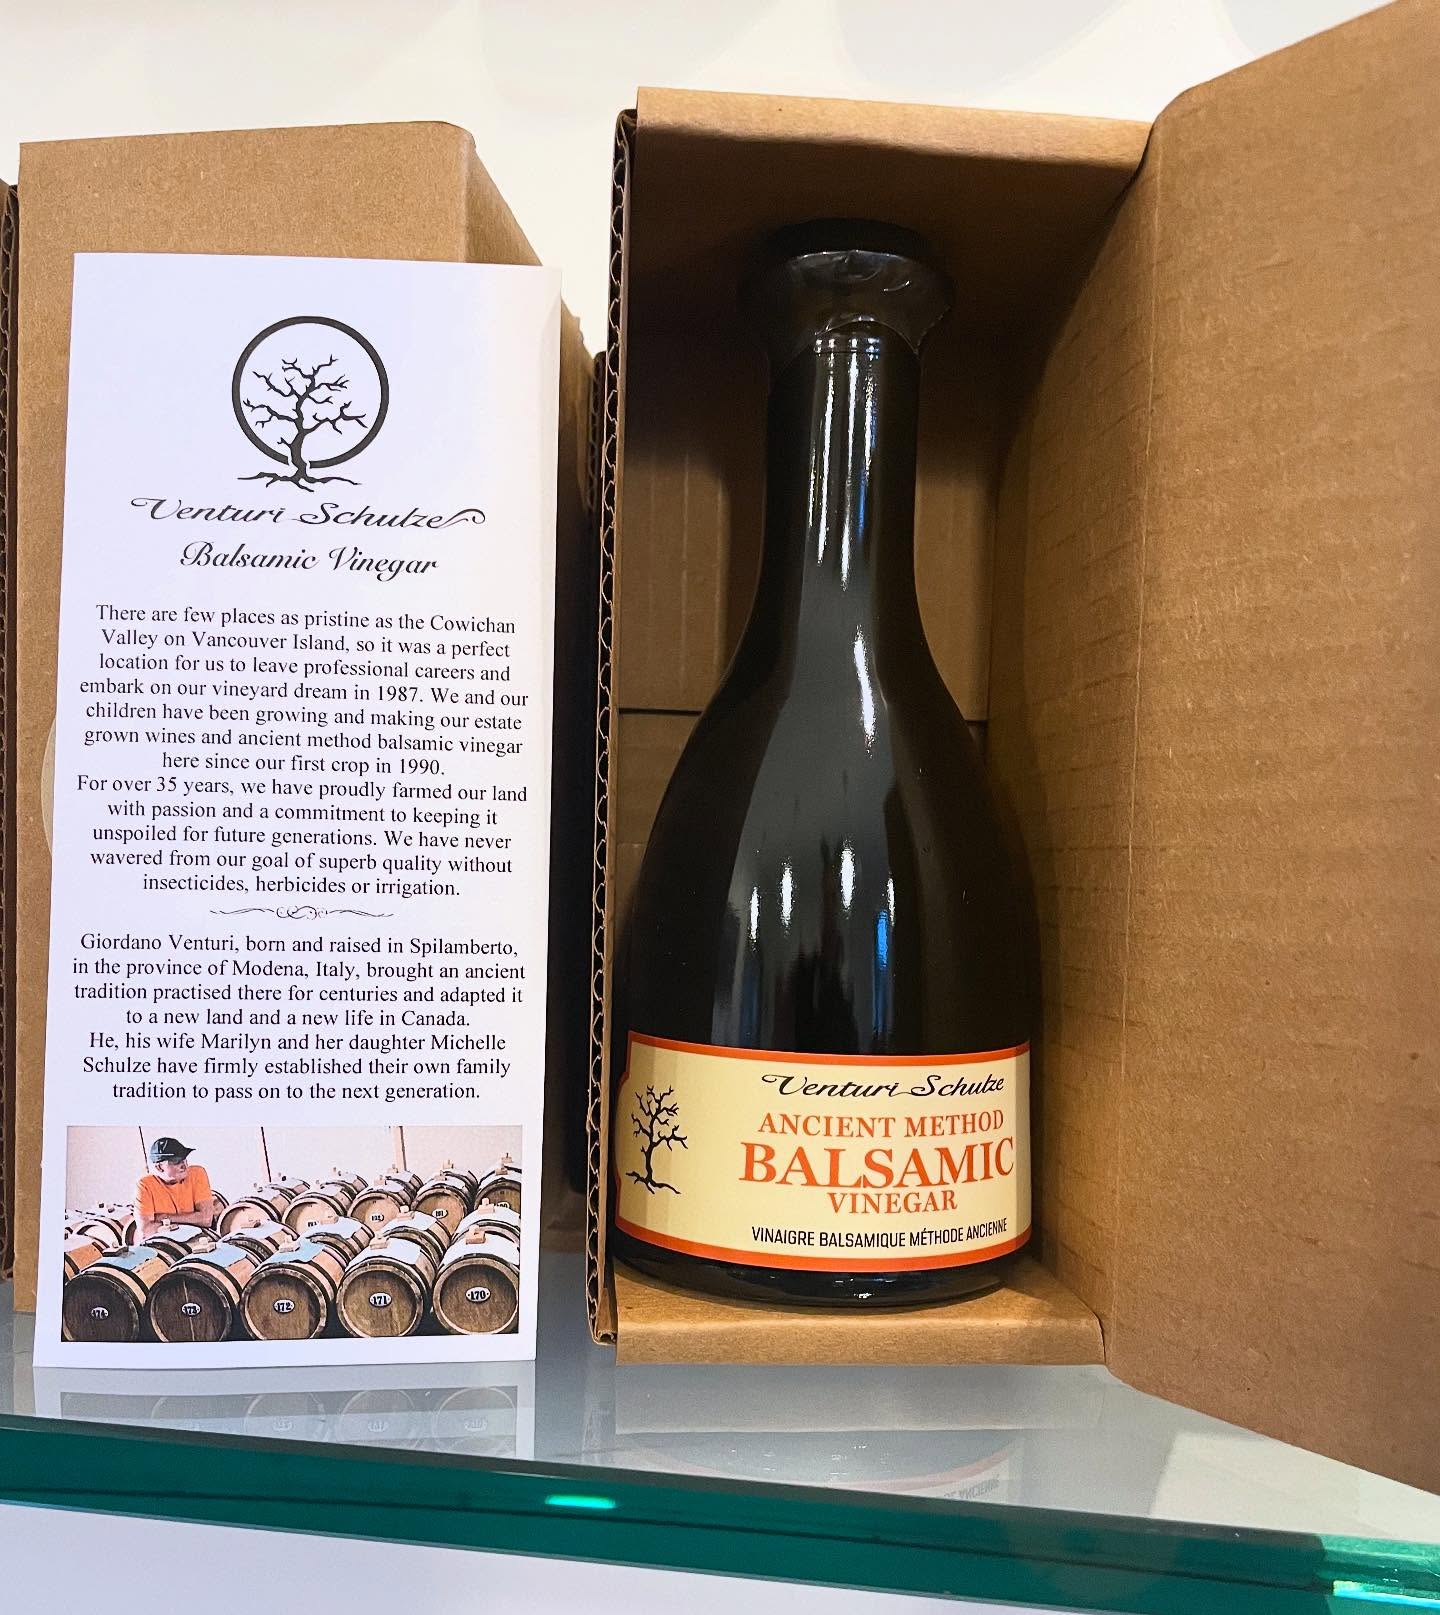 Venturi Schulze
Balsamic Vinegar
There are few places as pristine as the Cowichan
Valley on Vancouver Island, so it was a perfect
location for us to leave professional careers and
embark on our vineyard dream in 1987. We and our
children have been growing and making our estate
grown wines and ancient method balsamic vinegar
here since our first crop in 1990.
For over 35 years, we have proudly farmed our land
with passion and a commitment to keeping it
unspoiled for future generations. We have never
wavered from our goal of superb quality without
insecticides, herbicides or irrigation.
Giordano Venturi, born and raised in Spilamberto,
in the province of Modena, Italy, brought an ancient
tradition practised there for centuries and adapted it
to a new land and a new life in Canada.
He, his wife Marilyn and her daughter Michelle
Schulze have firmly established their own family
tradition to pass on to the next generation.
174 173 172 171 170
Venturi Schulze
ANCIENT METHOD
BALSAMIC
VINEGAR
VINAIGRE BALSAMIQUE MÉTHODE ANCIENNE